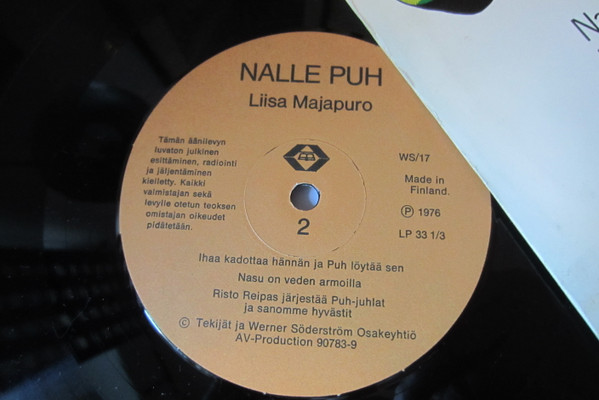 NALLE PUH
Liisa Majapuro
Tämän äänilevyn
luvaton julkinen
esittäminen, radiointi
ja jäljentäminen
kielletty. Kaikki
valmistajan sekä
levylle otetun teoksen
omistajan oikeudet
pidätetään.
WS/17
Made in
Finland.
Ⓟ 1976
LP 33 1/3
2
Ihaa kadottaa hännän ja Puh löytää sen
Nasu on veden armoilla
Risto Reipas järjestää Puh-juhlat
ja sanomme hyvästit
© Tekijät ja Werner Söderström Osakeyhtiö
AV-Production 90783-9
Na